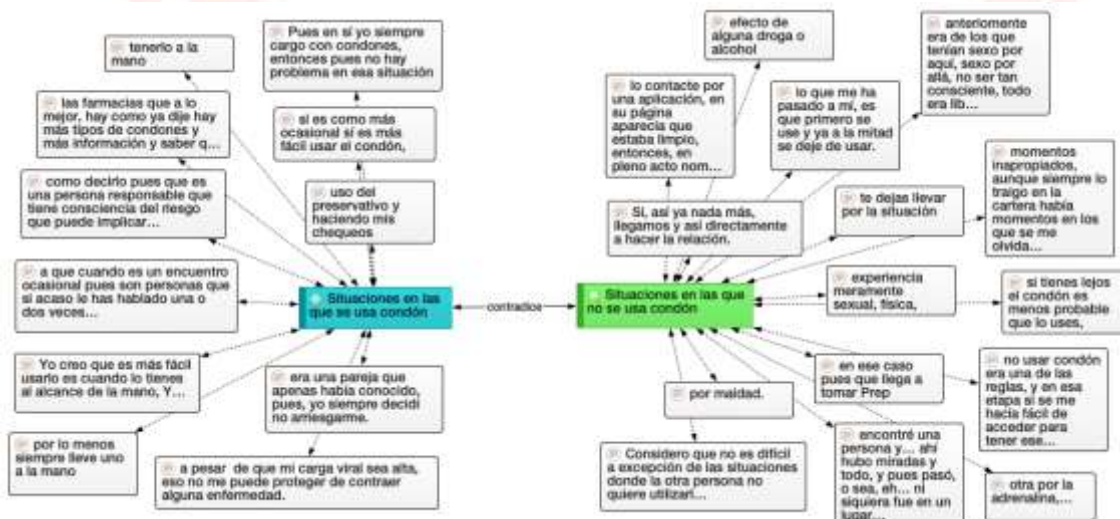 tenerlo a la
mano
Pues en sí yo siempre
cargo con condones,
entonces pues no hay
problema en esa situación
las farmacias que a lo
mejor, hay como ya dije hay
más tipos de condones y
más información y saber q...
si es como más
ocasional sí es más
fácil usar el condón,
como decirlo pues que es
una persona responsable que
tiene consciencia del riesgo
que puede implicar...
uso del
preservativo y
haciendo mis
chequeos
a que cuando es un encuentro
ocasional pues son personas que
si acaso le has hablado una o
dos veces...
Situaciones en las
que se usa condón
contradice
Yo creo que es más fácil
usarlo es cuando lo tienes
al alcance de la mano, Y...
era una pareja que
apenas había conocido,
pues, yo siempre decidí
no arriesgarme.
por lo menos
siempre lleve uno
a la mano
a pesar de que mi carga viral sea alta,
eso no me puede proteger de contraer
alguna enfermedad.
efecto de
alguna droga o
alcohol
anteriormente
era de los que
tenían sexo por
aquí, sexo por
allá, no ser tan
consciente, todo
era lib...
lo contacte por
una aplicación, en
su página
aparecía que
estaba limpio,
entonces, en
pleno acto nom...
lo que me ha
pasado a mí, es
que primero se
use y ya a la mitad
se deje de usar.
momentos
inapropiados,
aunque siempre lo
traigo en la
cartera había
momentos en los
que se me
olvida...
te dejas llevar
por la situación
Sí, así ya nada más,
llegamos y así directamente
a hacer la relación.
Situaciones en las que
no se usa condón
experiencia
meramente
sexual, física,
si tienes lejos
el condón es
menos probable
que lo uses,
en ese caso
pues que llega a
tomar Prep
no usar condón
era una de las
reglas, y en esa
etapa si se me
hacía fácil de
acceder para
tener ese...
por maldad.
Considero que no es difícil
a excepción de las situaciones
donde la otra persona no
quiere utilizarl...
encontré una
persona y... ahí
hubo miradas y
todo, y pues pasó,
o sea, eh... ni
siquiera fue en un
lugar...
otra por la
adrenalina,...